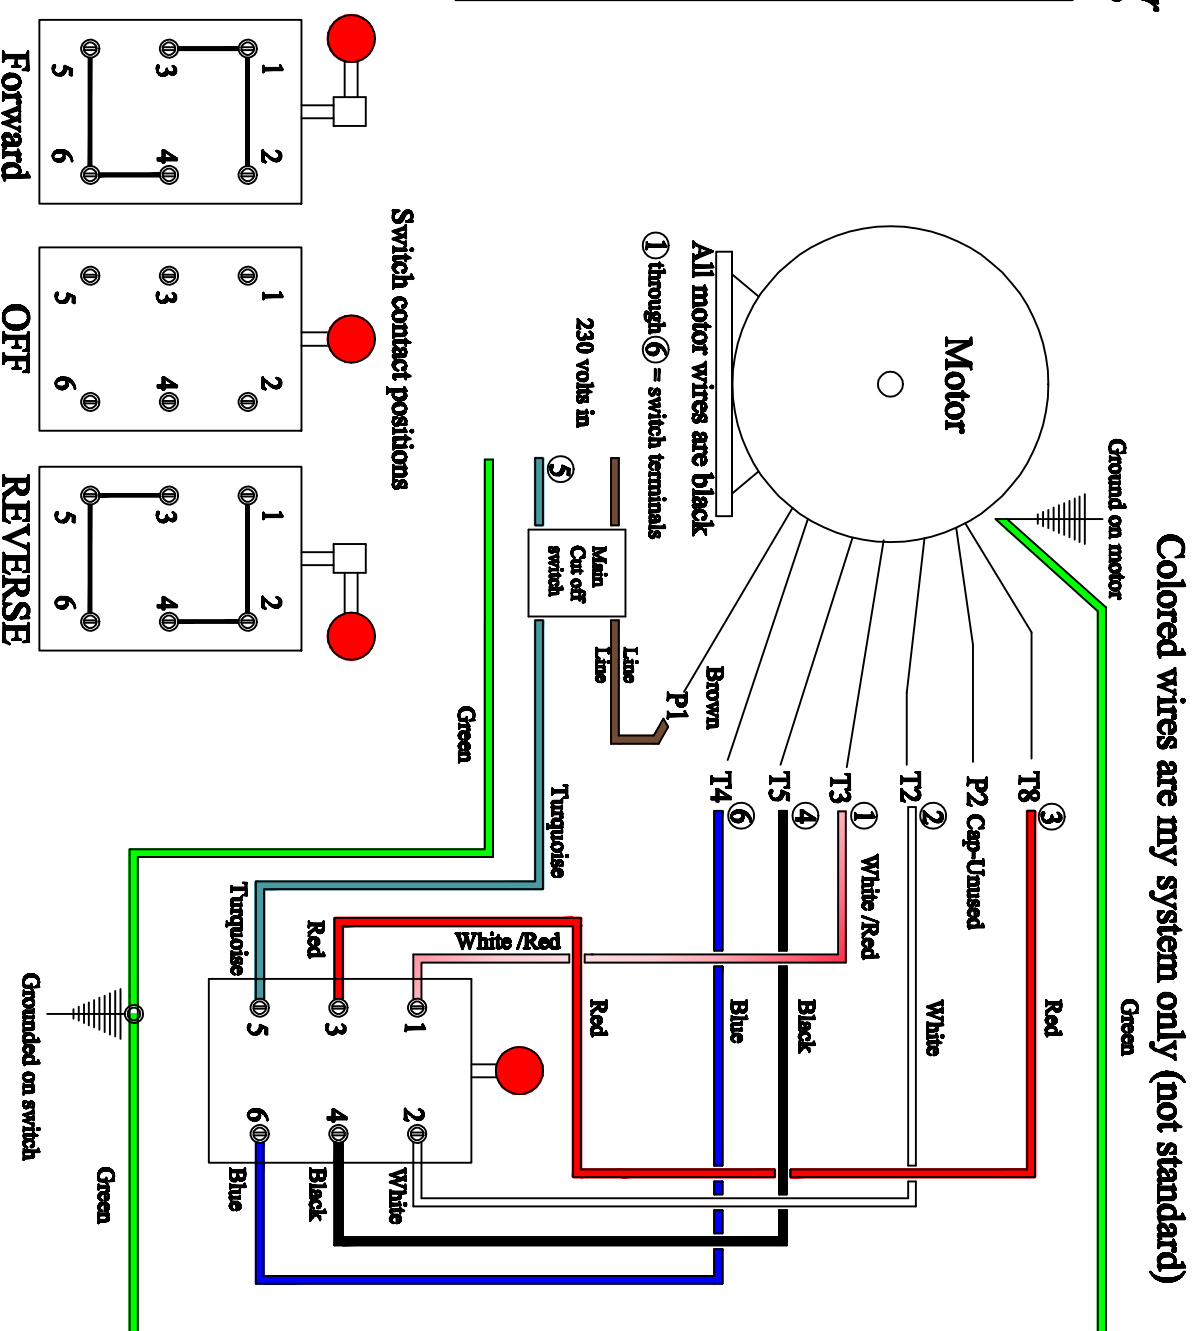 Colored wires are my system only (not standard)
Ground on motor
Green
Motor
T8
3
Red
P2 Cap-Unused
T2
2
White
T3
1
White /Red
T5
4
Black
T4
6
Blue
P1
Brown
All motor wires are black
1 through 6 = switch terminals
Line
Line
230 volts in
Main
Cut off
switch
5
Turquoise
Green
Red
White /Red
Red
Turquoise
1
2
3
4
5
6
White
Black
Blue
Grounded on switch
Green
Switch contact positions
1
2
3
4
5
6
Forward
1
2
3
4
5
6
OFF
1
2
3
4
5
6
REVERSE